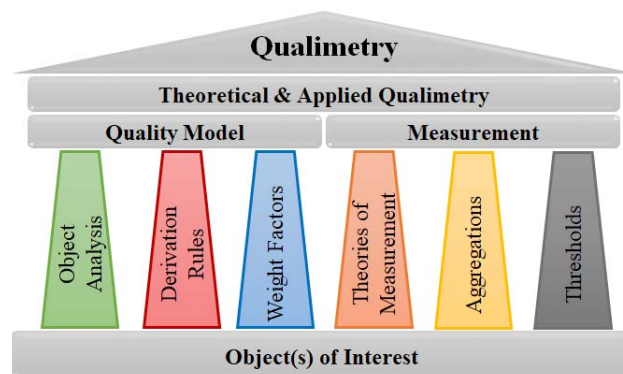 Qualimetry
Theoretical & Applied Qualimetry
Quality Model
Measurement
Object
Analysis
Derivation
Rules
Weight Factors
Theories of
Measurement
Aggregations
Thresholds
Object(s) of Interest